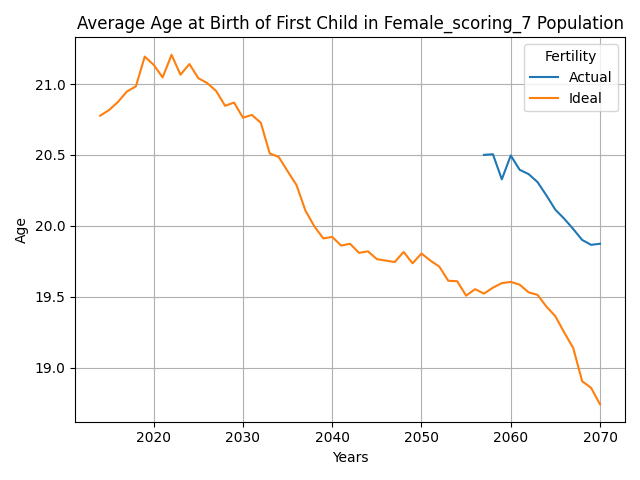 Average Age at Birth of First Child in Female_scoring_7 Population
Fertility
Actual
Ideal
21.0
20.5
20.0
19.5
19.0
Age
2020 2030 2040 2050 2060 2070
Years